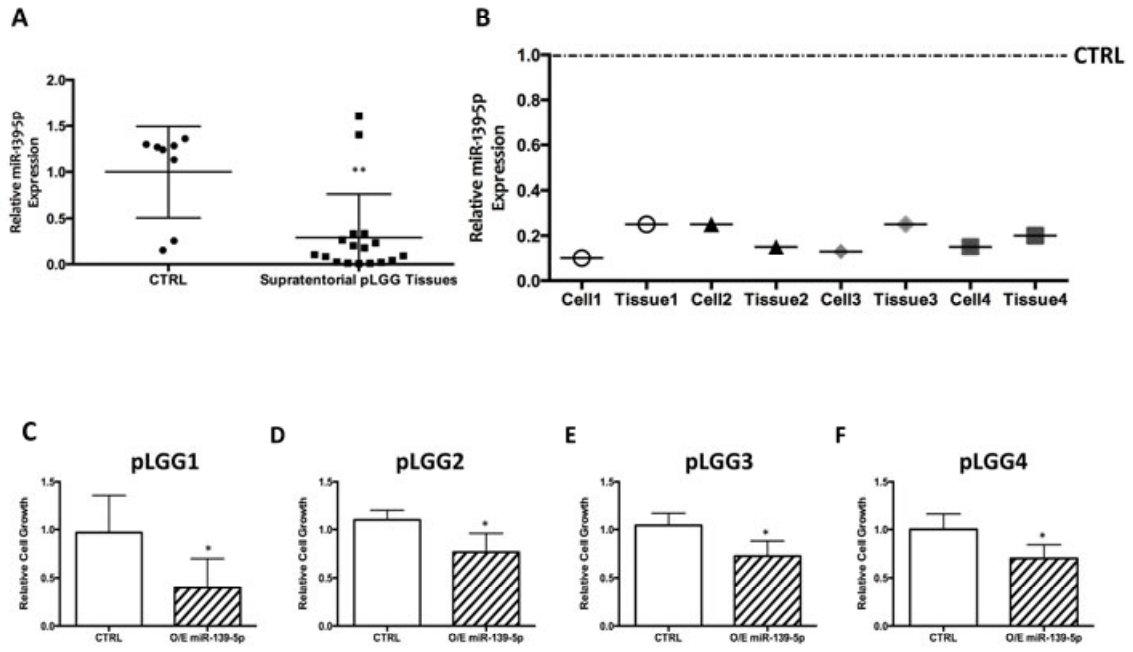 A
Relative miR-139-5p
Expression
2.0
1.5
1.0
0.5
0.0
**
CTRL
Supratentorial pLGG Tissues
B
Relative miR-139-5p
Expression
1.0
0.8
0.6
0.4
0.2
0.0
CTRL
Cell1 Tissue1 Cell2 Tissue2 Cell3 Tissue3 Cell4 Tissue4
C
pLGG1
Relative Cell Growth
1.5
1.0
0.5
0.0
*
CTRL
O/E miR-139-5p
D
pLGG2
Relative Cell Growth
1.5
1.0
0.5
0.0
*
CTRL
O/E miR-139-5p
E
pLGG3
Relative Cell Growth
1.5
1.0
0.5
0.0
*
CTRL
O/E miR-139-5p
F
pLGG4
Relative Cell Growth
1.5
1.0
0.5
0.0
*
CTRL
O/E miR-139-5p